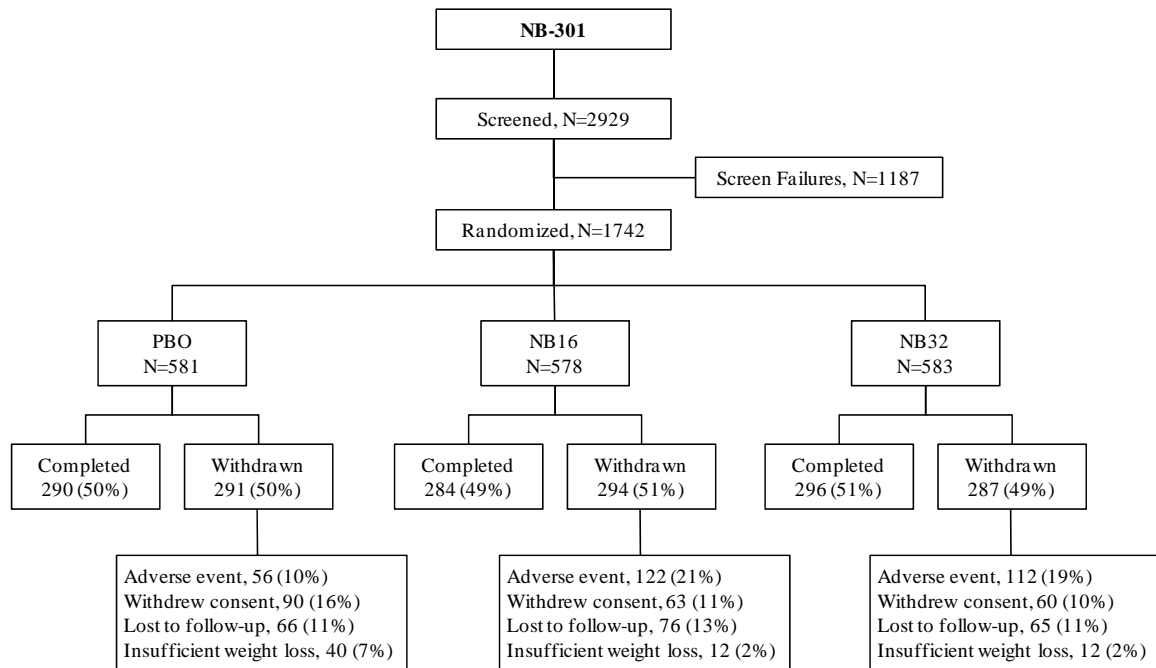 NB-301
Screened, N=2929
Screen Failures, N=1187
Randomized, N=1742
PBO
N=581
NB16
N=578
NB32
N=583
Completed
290 (50%)
Withdrawn
291 (50%)
Completed
284 (49%)
Withdrawn
294 (51%)
Completed
296 (51%)
Withdrawn
287 (49%)
Adverse event, 56 (10%)
Withdrew consent, 90 (16%)
Lost to follow-up, 66 (11%)
Insufficient weight loss, 40 (7%)
Adverse event, 122 (21%)
Withdrew consent, 63 (11%)
Lost to follow-up, 76 (13%)
Insufficient weight loss, 12 (2%)
Adverse event, 112 (19%)
Withdrew consent, 60 (10%)
Lost to follow-up, 65 (11%)
Insufficient weight loss, 12 (2%)